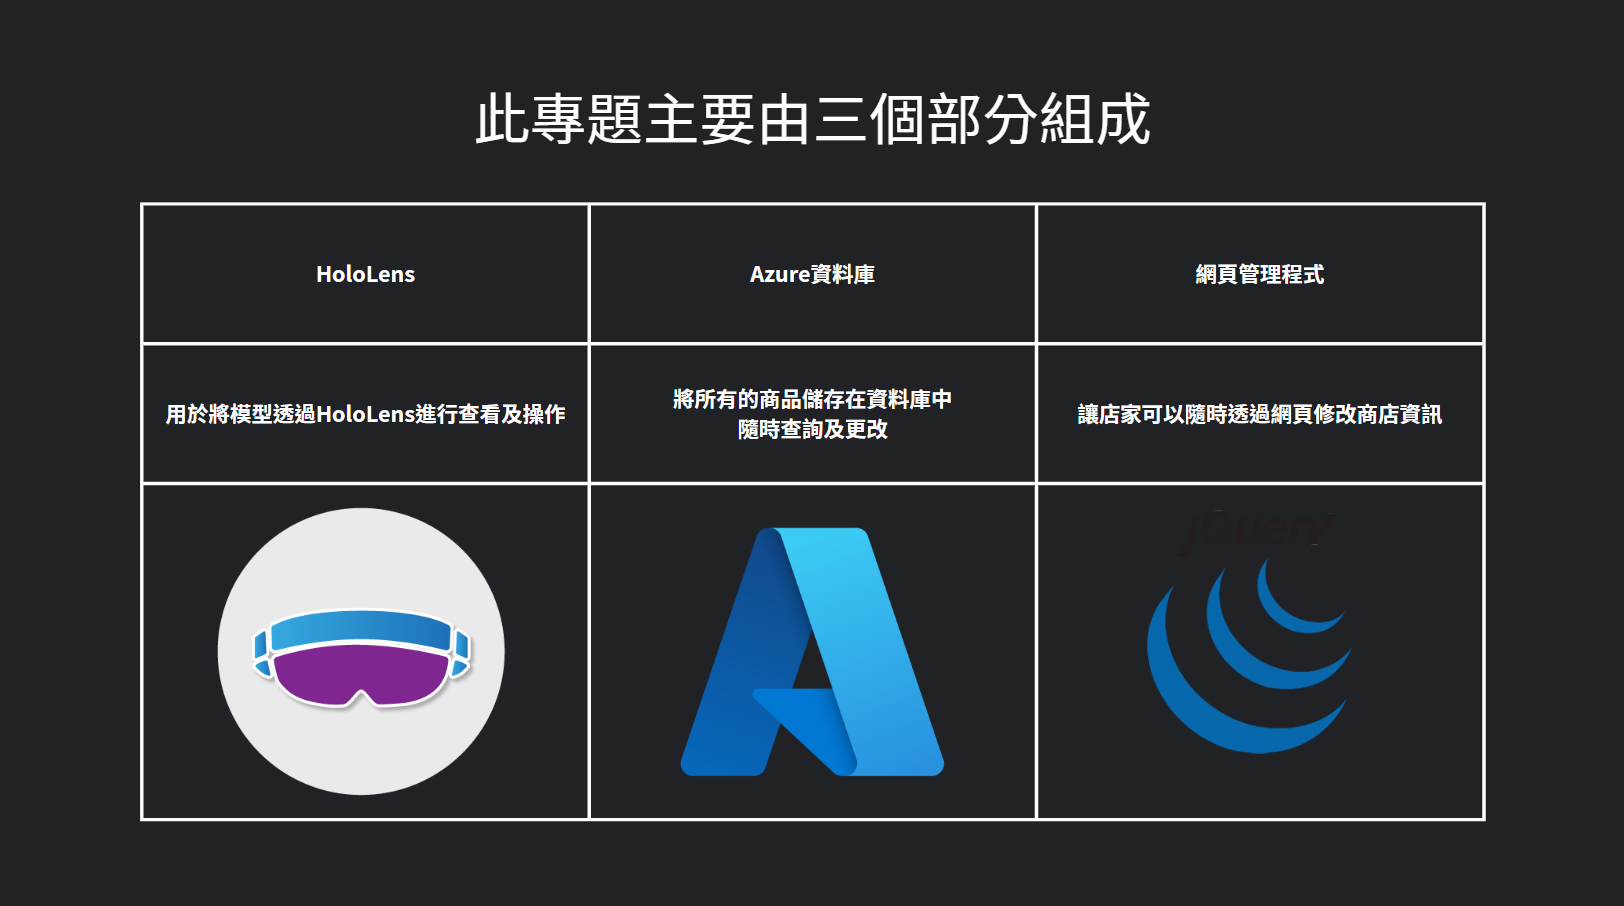 此專題主要由三個部分組成
HoloLens
Azure資料庫
網頁管理程式
用於將模型透過HoloLens進行查看及操作
將所有的商品儲存在資料庫中
隨時查詢及更改
讓店家可以隨時透過網頁修改商店資訊
jQuery